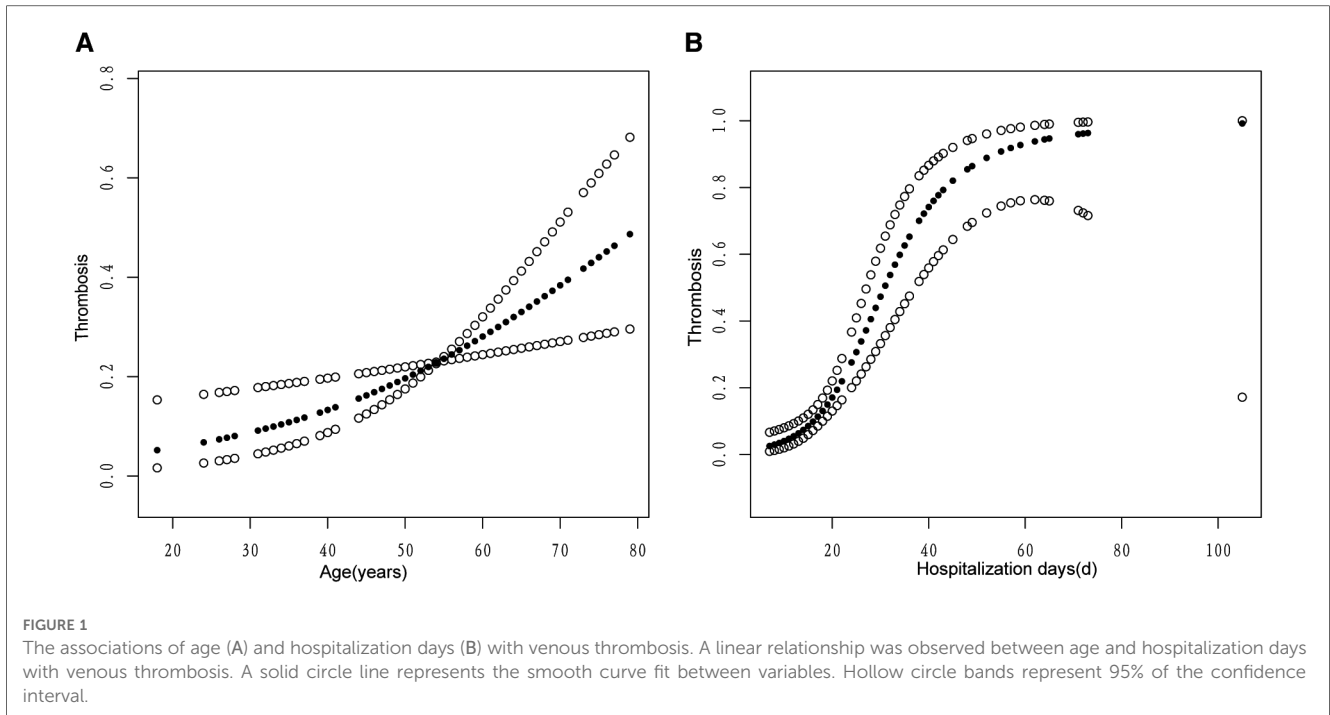 A
B
0.8
0.6
0.4
0.2
0.0
Thrombosis
20 30 40 50 60 70 80
Age(years)
1.0
0.8
0.6
0.4
0.2
0.0
Thrombosis
20 40 60 80 100
Hospitalization days(d)
FIGURE 1
The associations of age (A) and hospitalization days (B) with venous thrombosis. A linear relationship was observed between age and hospitalization days
with venous thrombosis. A solid circle line represents the smooth curve fit between variables. Hollow circle bands represent 95% of the confidence
interval.